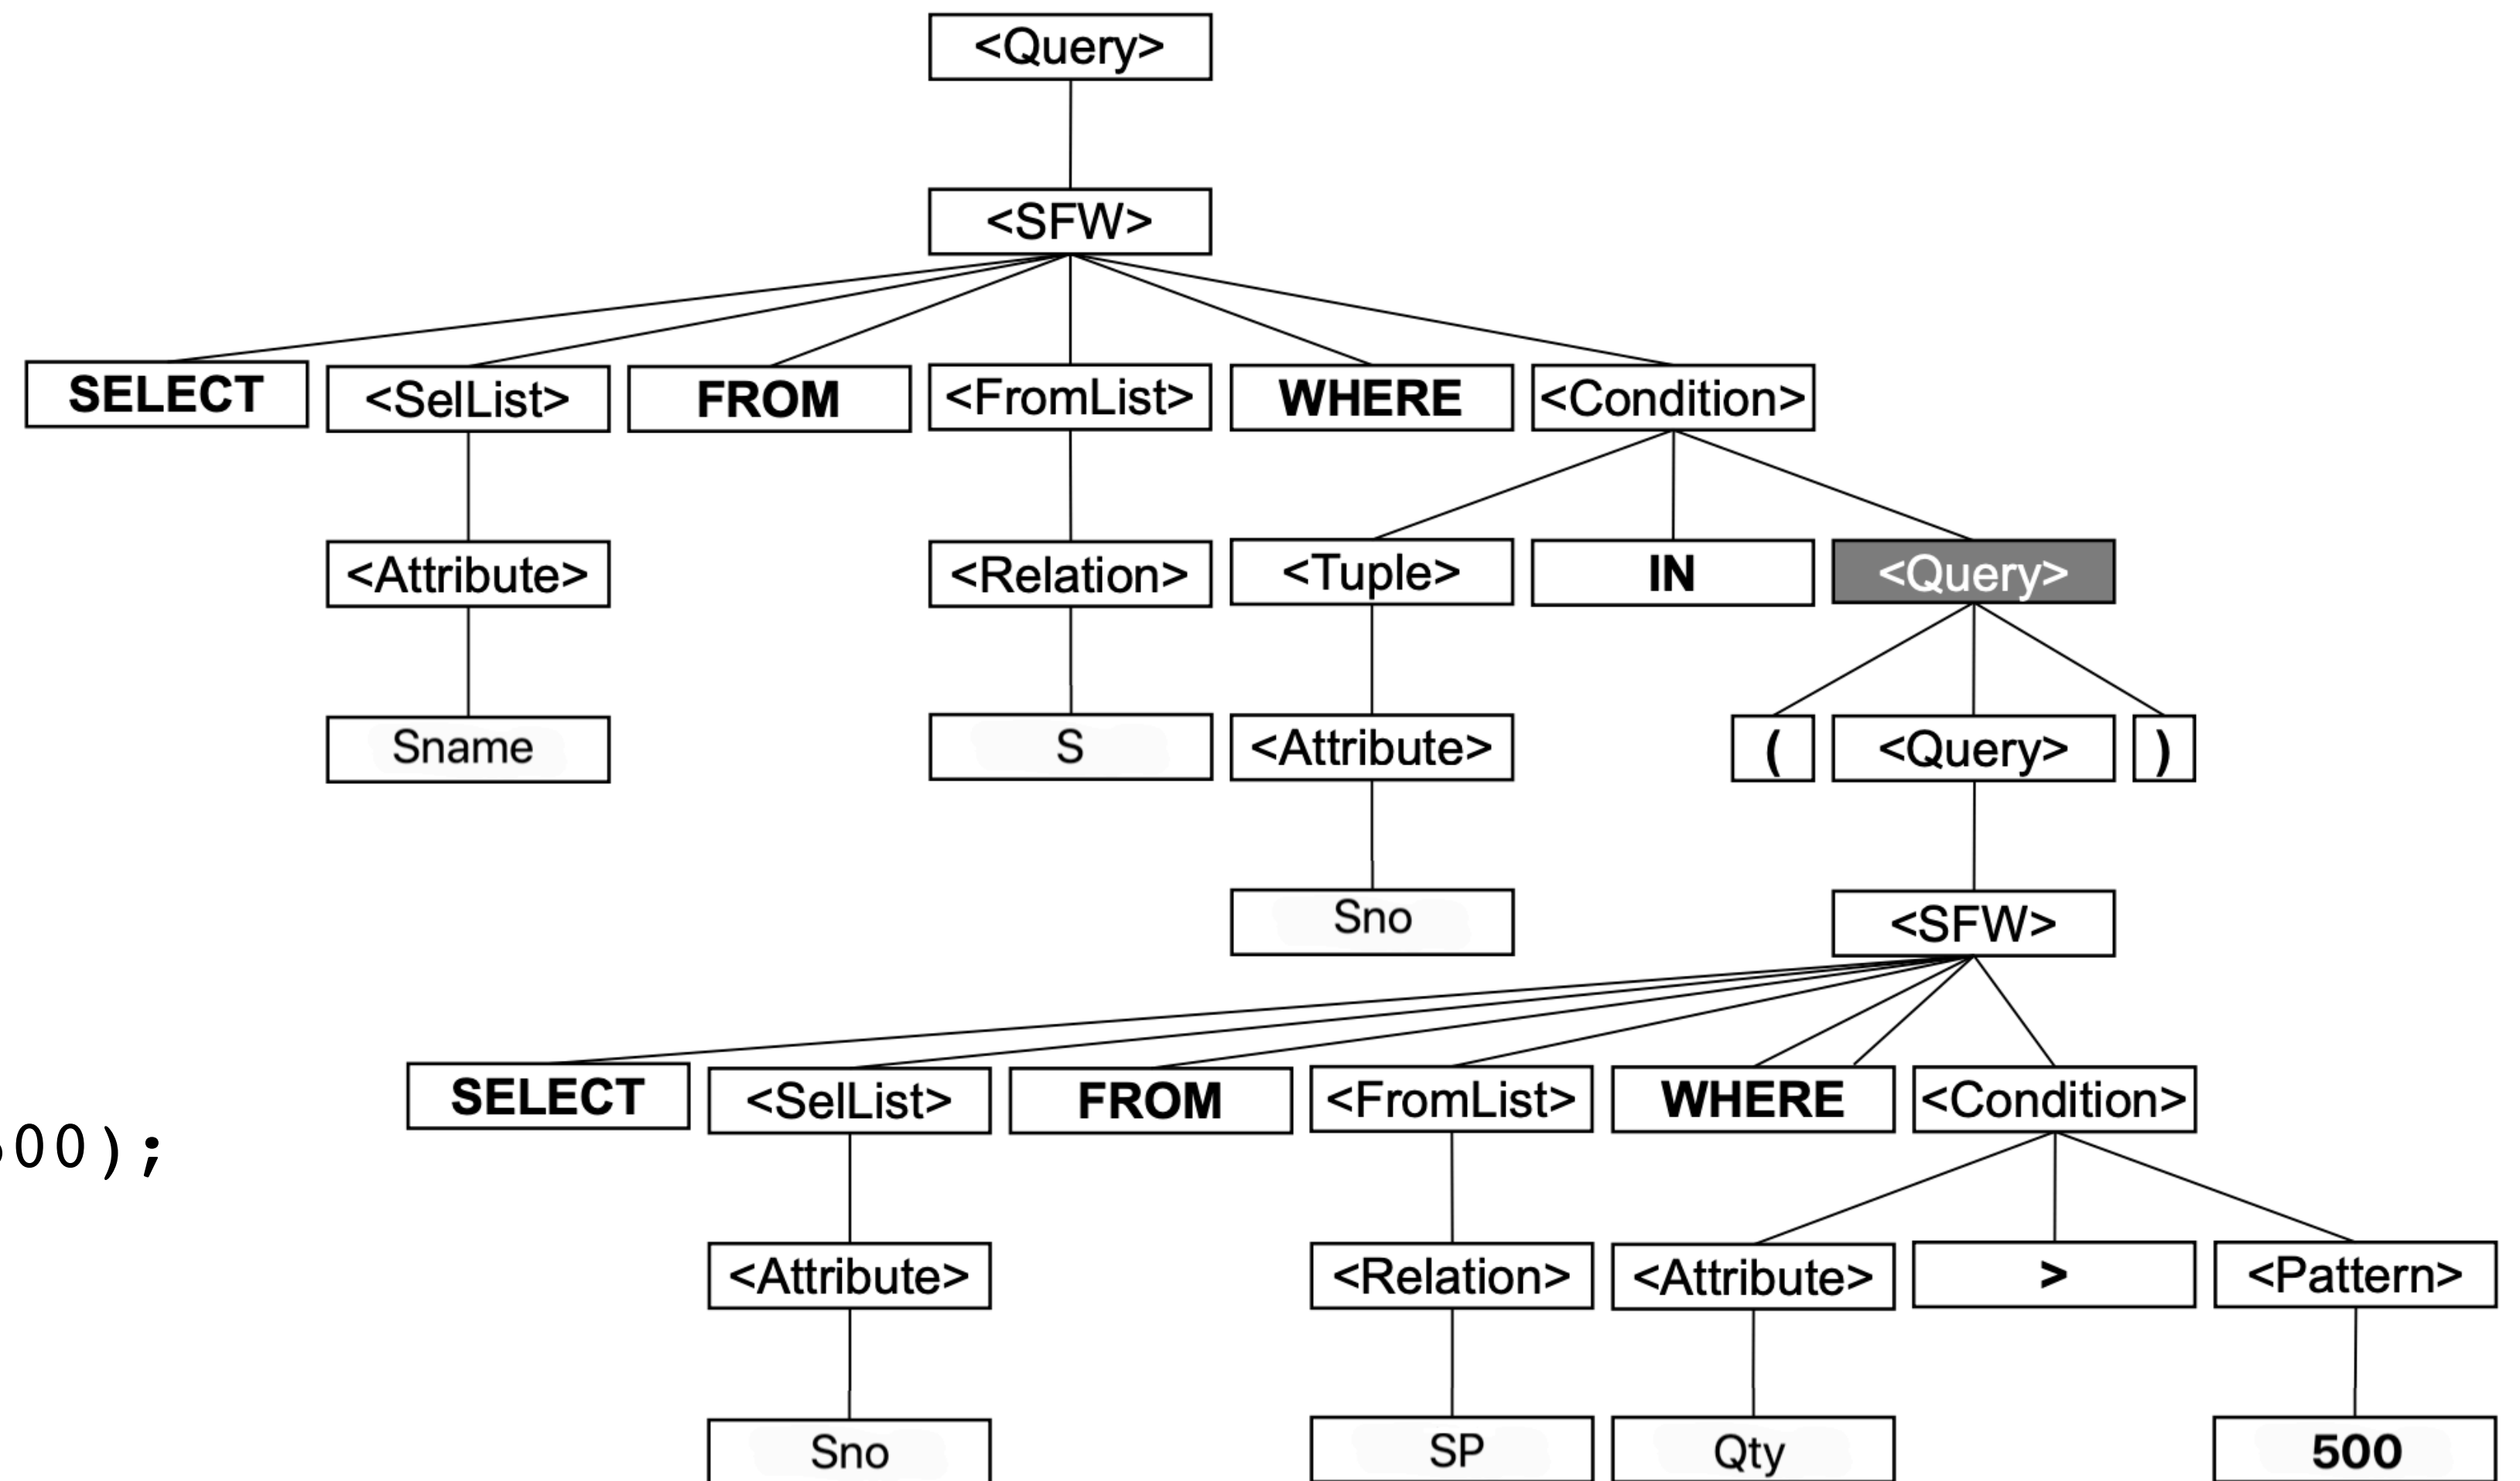 <Query>
<SFW>
SELECT <SelList> FROM <FromList> WHERE <Condition>
<Attribute> <Relation> <Tuple> IN <Query>
Sname S <Attribute> ( <Query> )
Sno <SFW>
SELECT <SelList> FROM <FromList> WHERE <Condition>
00);
<Attribute> <Relation> <Attribute> > <Pattern>
Sno SP Qty 500